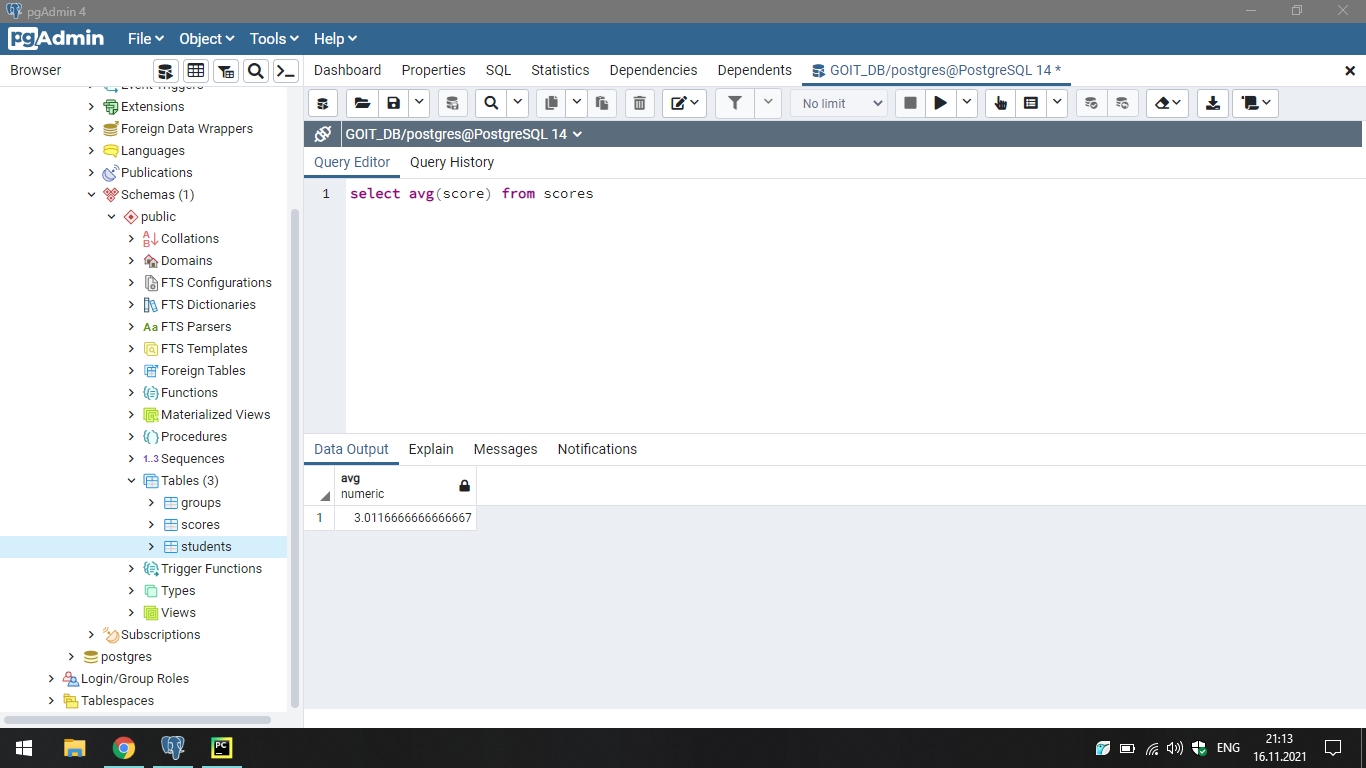 pgAdmin 4
pgAdmin File Object Tools Help
Browser
Dashboard Properties SQL Statistics Dependencies Dependents GOIT_DB/postgres@PostgreSQL 14 *
No limit
GOIT_DB/postgres@PostgreSQL 14
Query Editor Query History
1 select avg(score) from scores
Event Triggers
Extensions
Foreign Data Wrappers
Languages
Publications
Schemas (1)
public
Collations
Domains
FTS Configurations
FTS Dictionaries
Aa FTS Parsers
FTS Templates
Foreign Tables
Functions
Materialized Views
Procedures
1..3 Sequences
Tables (3)
groups
scores
students
Trigger Functions
Types
Views
Subscriptions
postgres
Login/Group Roles
Tablespaces
Data Output Explain Messages Notifications
avg
numeric
1 3.0116666666666667
PC
ENG
21:13
16.11.2021